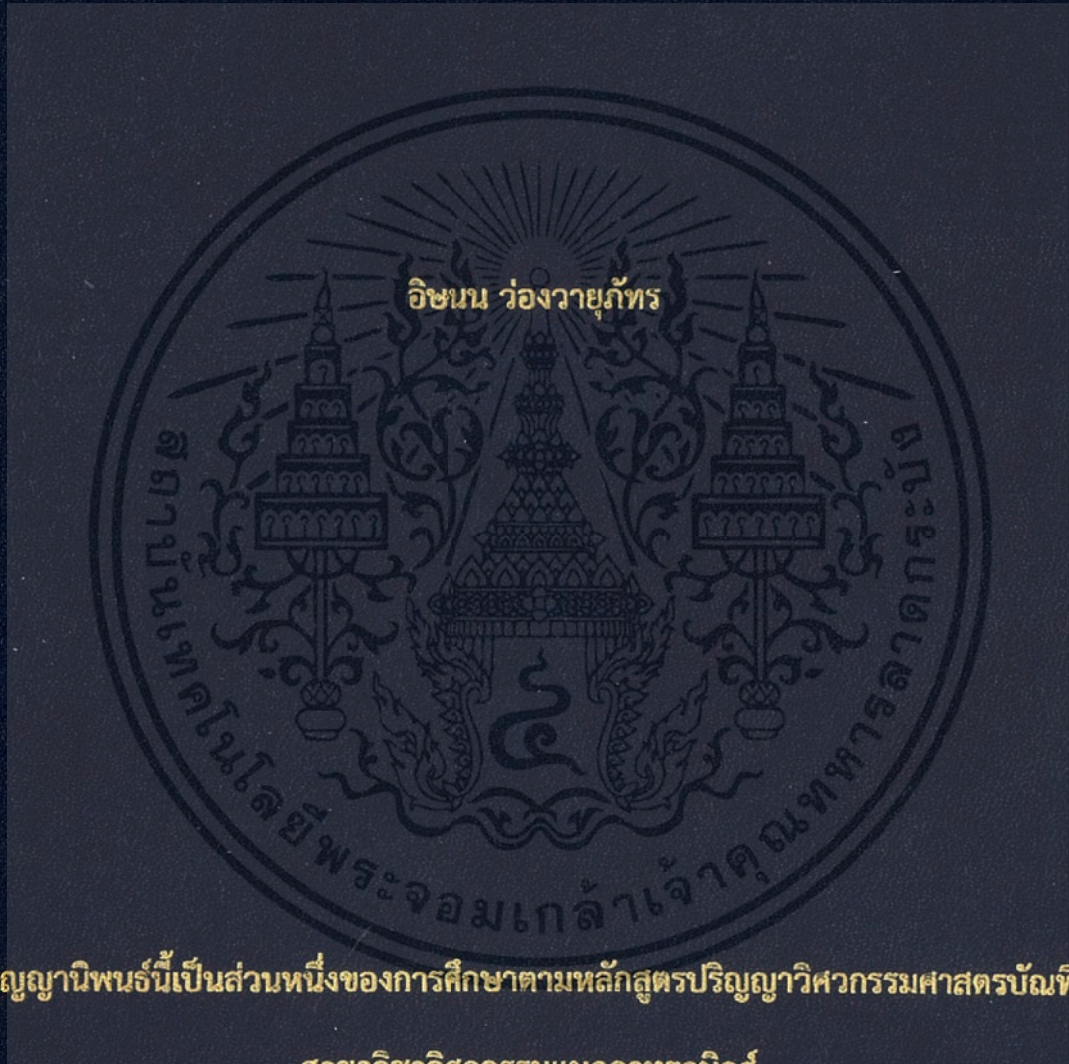 อิษนน ว่องวายุภัทร
สถาบันเทคโนโลยีพระจอมเกล้าเจ้าคุณทหารลาดกระบัง
ญญานิพนธ์นี้เป็นส่วนหนึ่งของการศึกษาตามหลักสูตรปริญญาวิศวกรรมศาสตรบัณฑิ